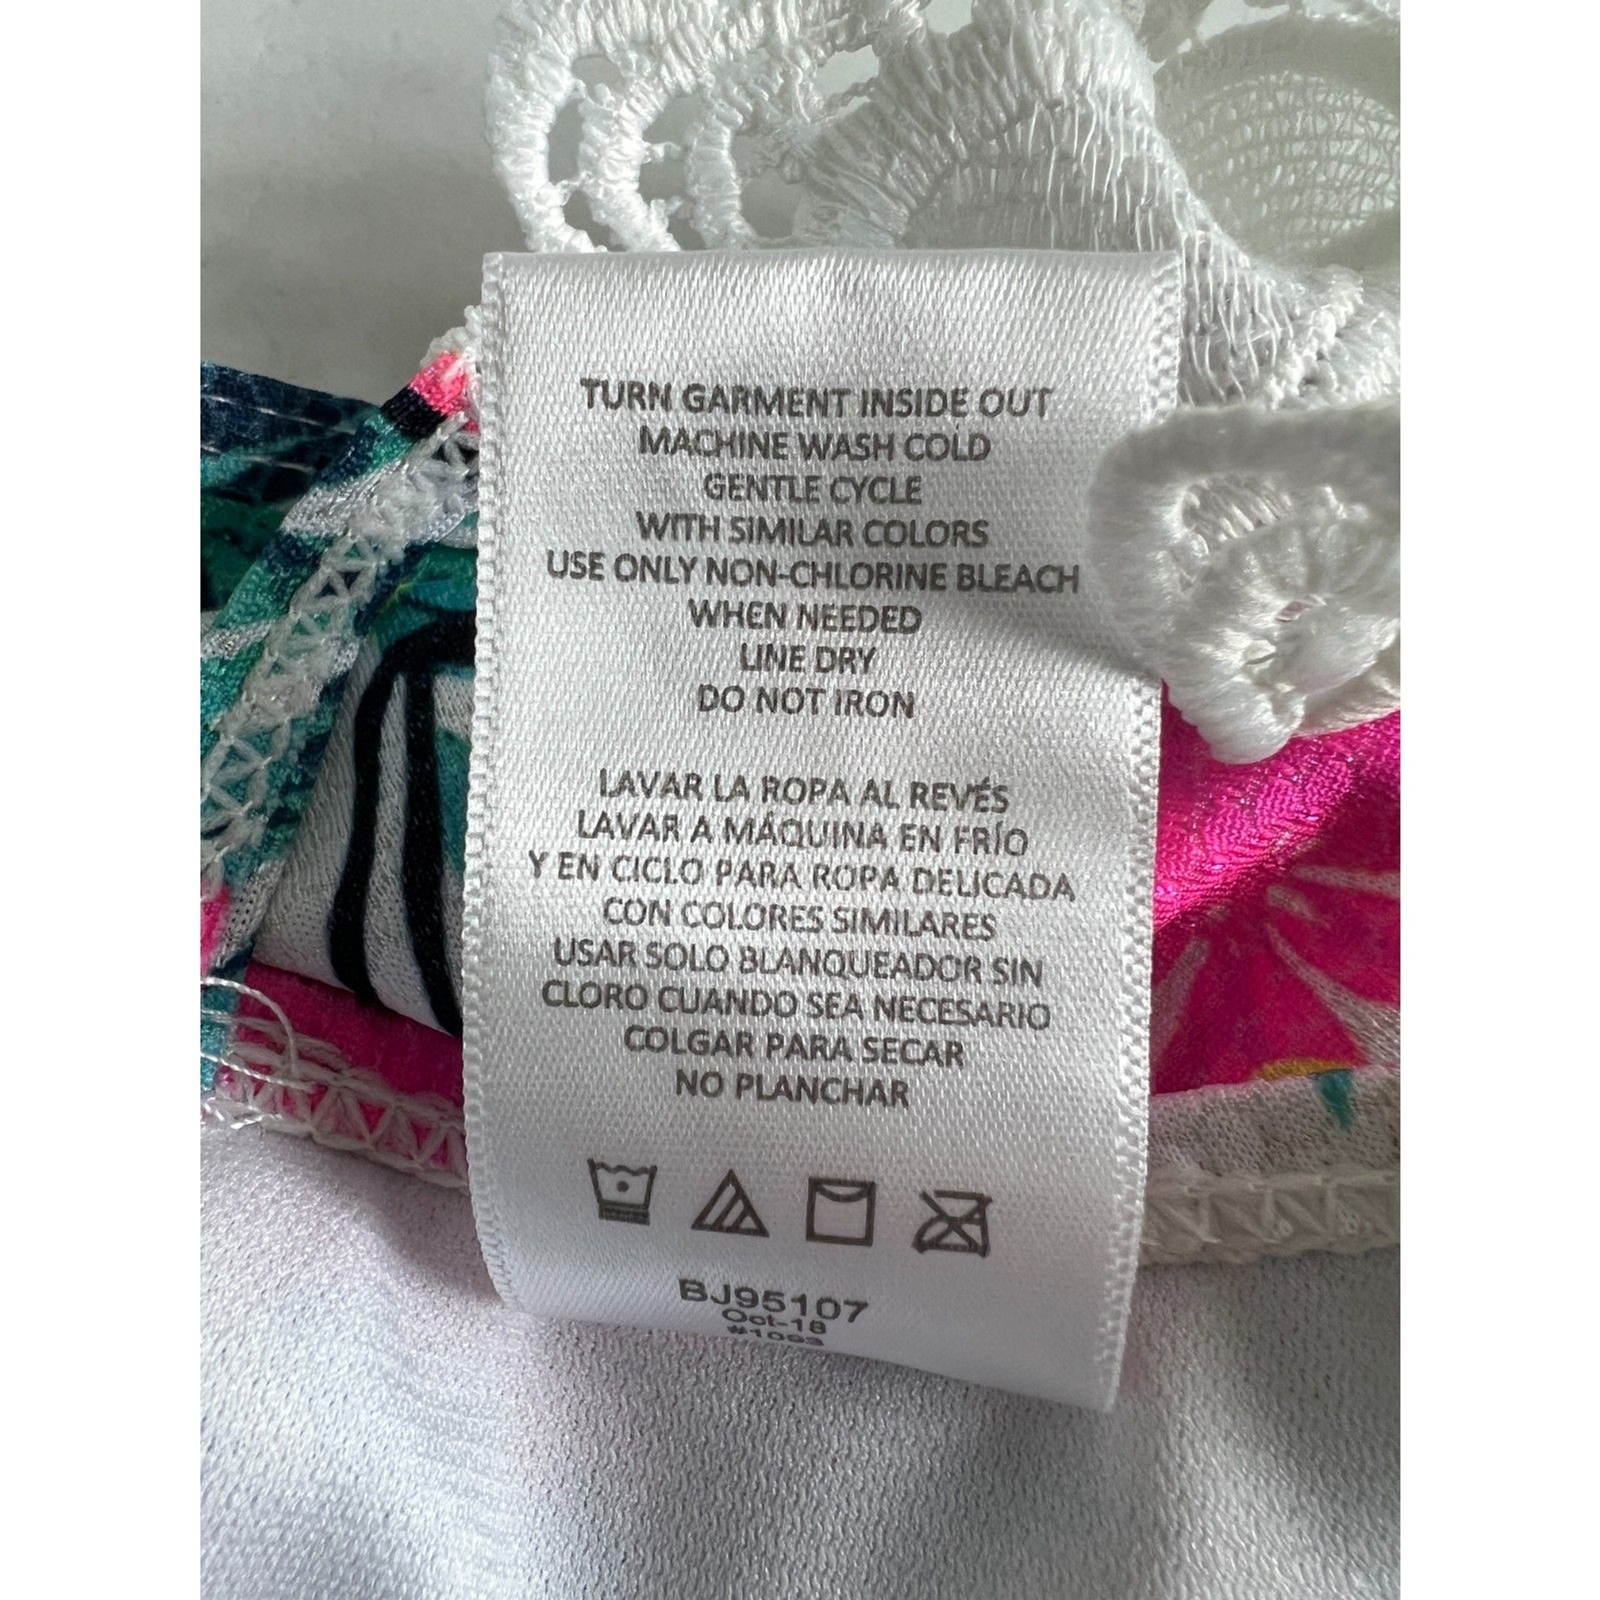 TURN GARMENT INSIDE OUT
MACHINE WASH COLD
GENTLE CYCLE
WITH SIMILAR COLORS
USE ONLY NON-CHLORINE BLEACH
WHEN NEEDED
LINE DRY
DO NOT IRON
LAVAR LA ROPA AL REVÉS
LAVAR A MÁQUINA EN FRÍO
Y EN CICLO PARA ROPA DELICADA
CON COLORES SIMILARES
USAR SOLO BLANQUEADOR SIN
CLORO CUANDO SEA NECESARIO
COLGAR PARA SECAR
NO PLANCHAR
BJ95107
Oct-18
#1093